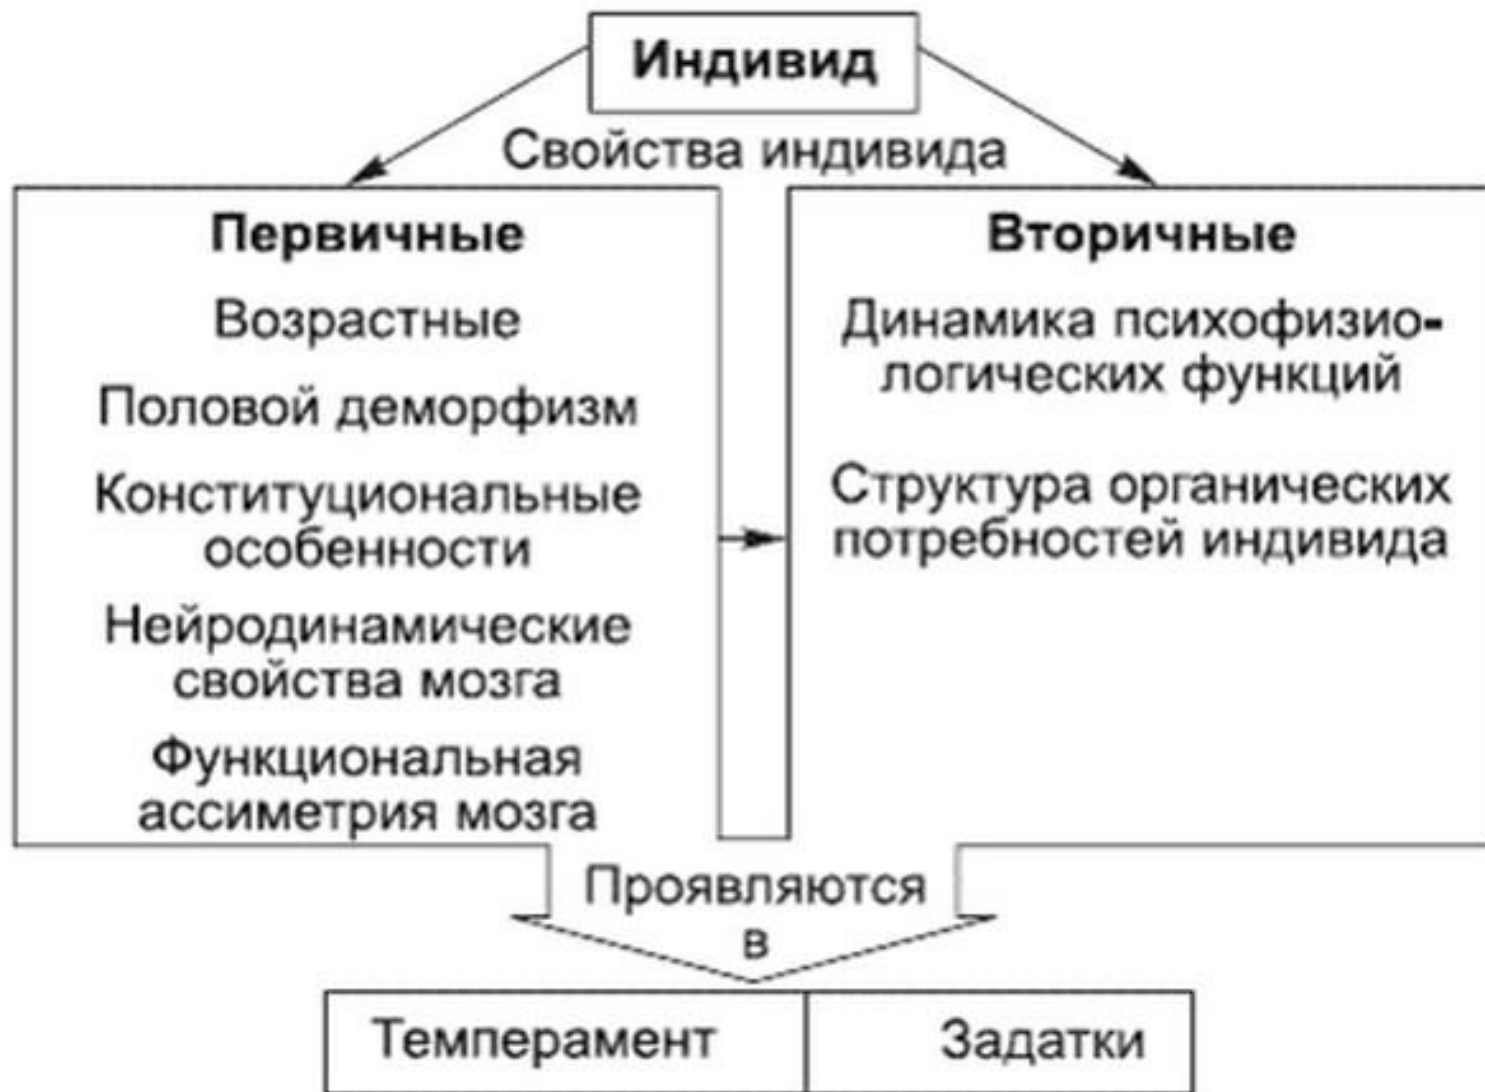 Индивид
Свойства индивида
Первичные
Возрастные
Половой деморфизм
Конституциональные
особенности
Нейродинамические
свойства мозга
Функциональная
ассиметрия мозга
Вторичные
Динамика психофизио-
логических функций
Структура органических
потребностей индивида
Проявляются
в
Темперамент
Задатки